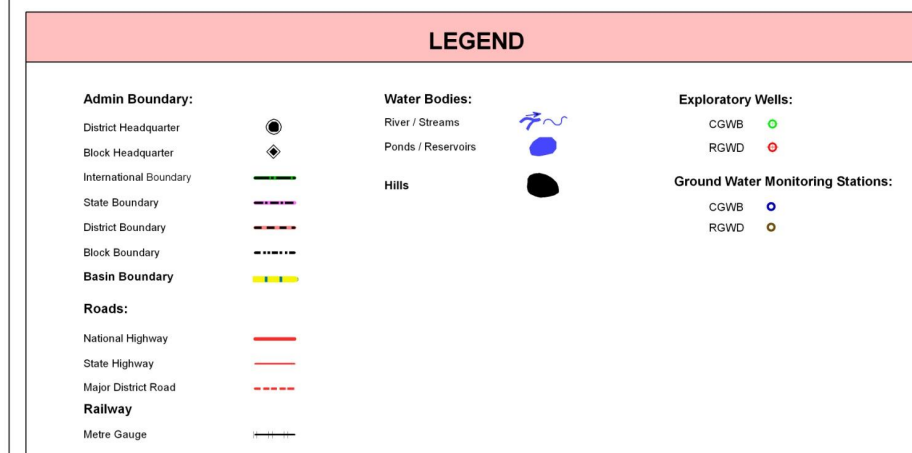 LEGEND
Admin Boundary:
District Headquarter
Block Headquarter
International Boundary
State Boundary
District Boundary
Block Boundary
Basin Boundary
Roads:
National Highway
State Highway
Major District Road
Railway
Metre Gauge
Water Bodies:
River / Streams
Ponds / Reservoirs
Hills
Exploratory Wells:
CGWB
RGWD
Ground Water Monitoring Stations:
CGWB
RGWD